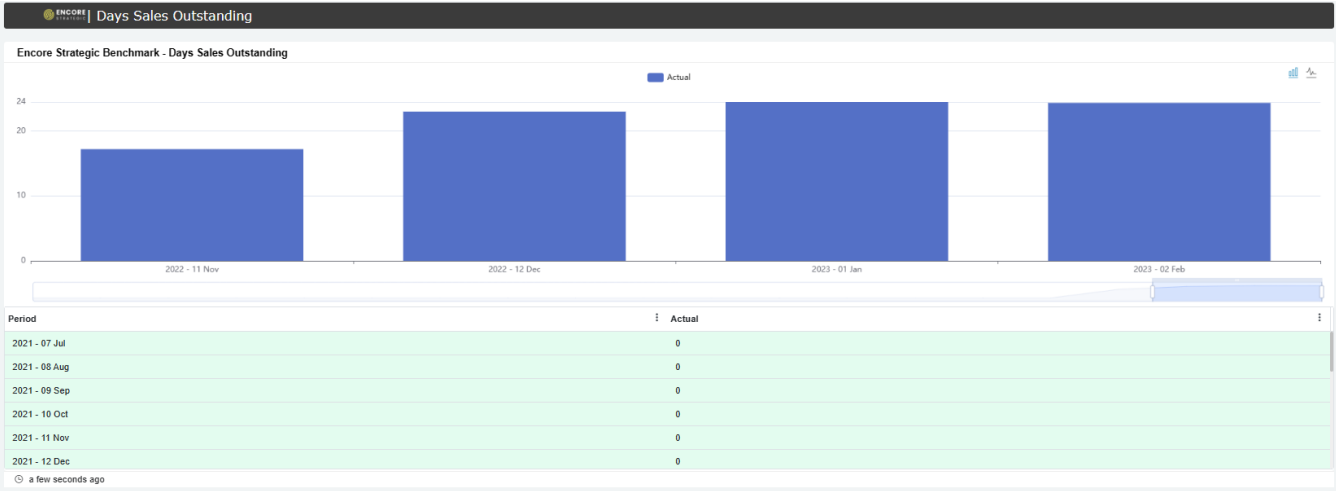 ENCORE STRATEGIC | Days Sales Outstanding
Encore Strategic Benchmark - Days Sales Outstanding
Actual
24
20
10
0
2022 - 11 Nov 2022 - 12 Dec 2023 - 01 Jan 2023 - 02 Feb
Period Actual
2021 - 07 Jul 0
2021 - 08 Aug 0
2021 - 09 Sep 0
2021 - 10 Oct 0
2021 - 11 Nov 0
2021 - 12 Dec 0
a few seconds ago